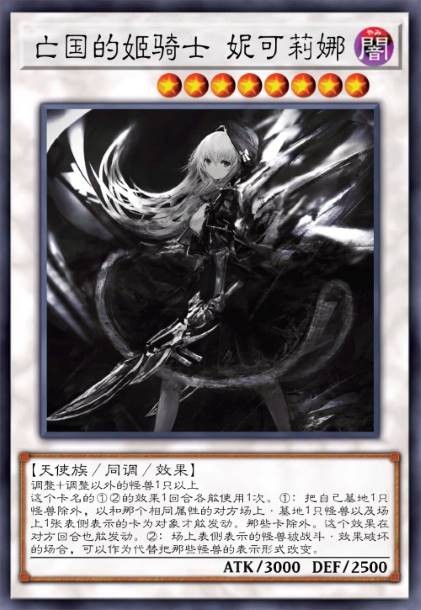 亡国的姬骑士 妮可莉娜
やみ
闇
【天使族／同调／效果】
调整+调整以外的怪兽1只以上
这个卡名的①②的效果1回合各能使用1次。①：把自己墓地1只
怪兽除外，以和那个相同属性的对方场上·墓地1只怪兽以及场
上1张表侧表示的卡为对象才能发动。那些卡除外。这个效果在
对方回合也能发动。②：场上表侧表示的怪兽被战斗·效果破坏
的场合，可以作为代替把那些怪兽的表示形式改变。
ATK/3000 DEF/2500